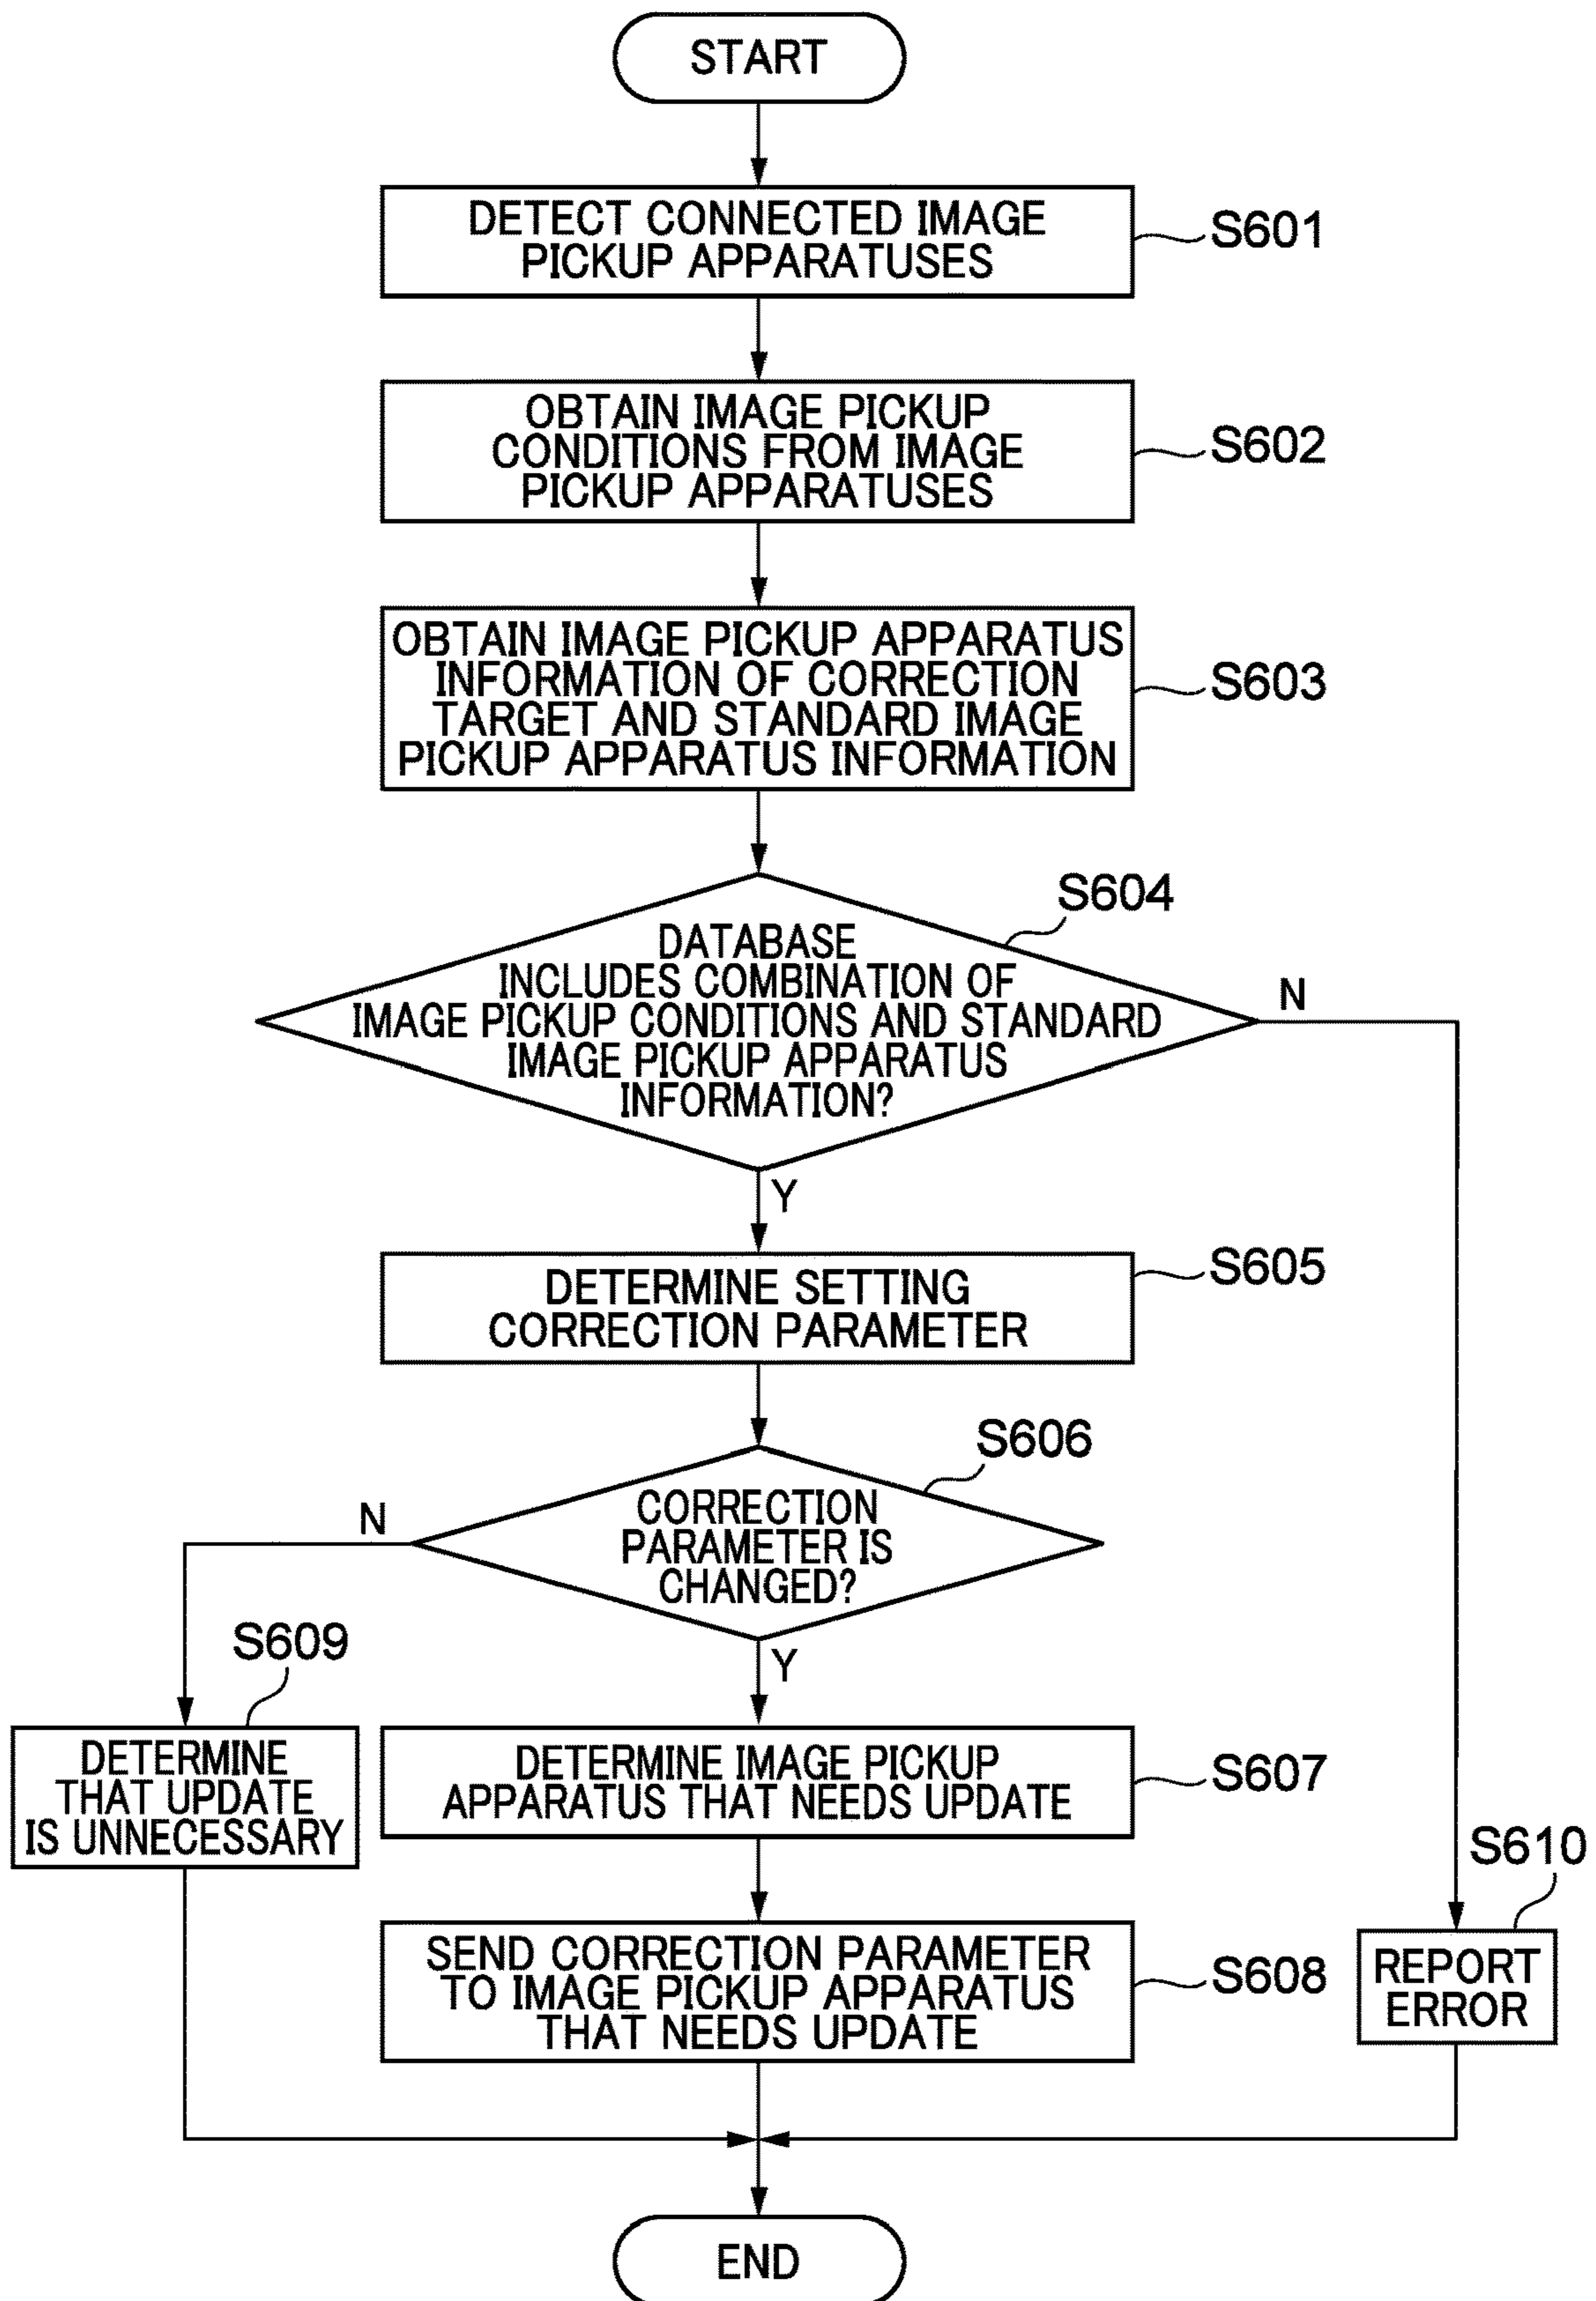 START
DETECT CONNECTED IMAGE
PICKUP APPARATUSES
S601
OBTAIN IMAGE PICKUP
CONDITIONS FROM IMAGE
PICKUP APPARATUSES
S602
OBTAIN IMAGE PICKUP APPARATUS
INFORMATION OF CORRECTION
TARGET AND STANDARD IMAGE
PICKUP APPARATUS INFORMATION
S603
S604
DATABASE
INCLUDES COMBINATION OF
IMAGE PICKUP CONDITIONS AND STANDARD
IMAGE PICKUP APPARATUS
INFORMATION?
N
Y
DETERMINE SETTING
CORRECTION PARAMETER
S605
S606
CORRECTION
PARAMETER IS
CHANGED?
N
Y
S609
DETERMINE
THAT UPDATE
IS UNNECESSARY
DETERMINE IMAGE PICKUP
APPARATUS THAT NEEDS UPDATE
S607
SEND CORRECTION PARAMETER
TO IMAGE PICKUP APPARATUS
THAT NEEDS UPDATE
S608
S610
REPORT
ERROR
END